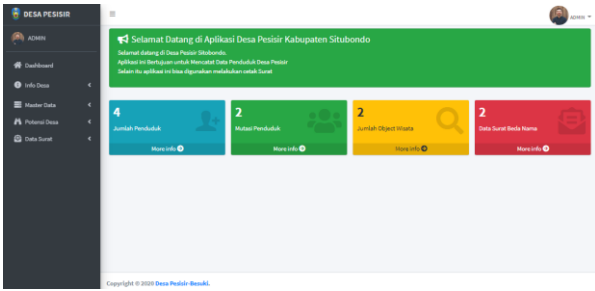 DESA PESISIR
ADMIN
ADMIN
Dashboard
Info Desa
Master Data
Potensi Desa
Data Surat
Selamat Datang di Aplikasi Desa Pesisir Kabupaten Situbondo
Selamat datang di Desa Pesisir Situbondo.
Aplikasi ini Bertujuan untuk Mencatat Data Penduduk Desa Pesisir
Selain itu aplikasi ini bisa digunakan melakukan cetak Surat
4
Jumlah Penduduk
More info
2
Mutasi Penduduk
More info
2
Jumlah Object Wisata
More info
2
Data Surat Beda Nama
More info
Copyright © 2020 Desa Pesisir-Besuki.